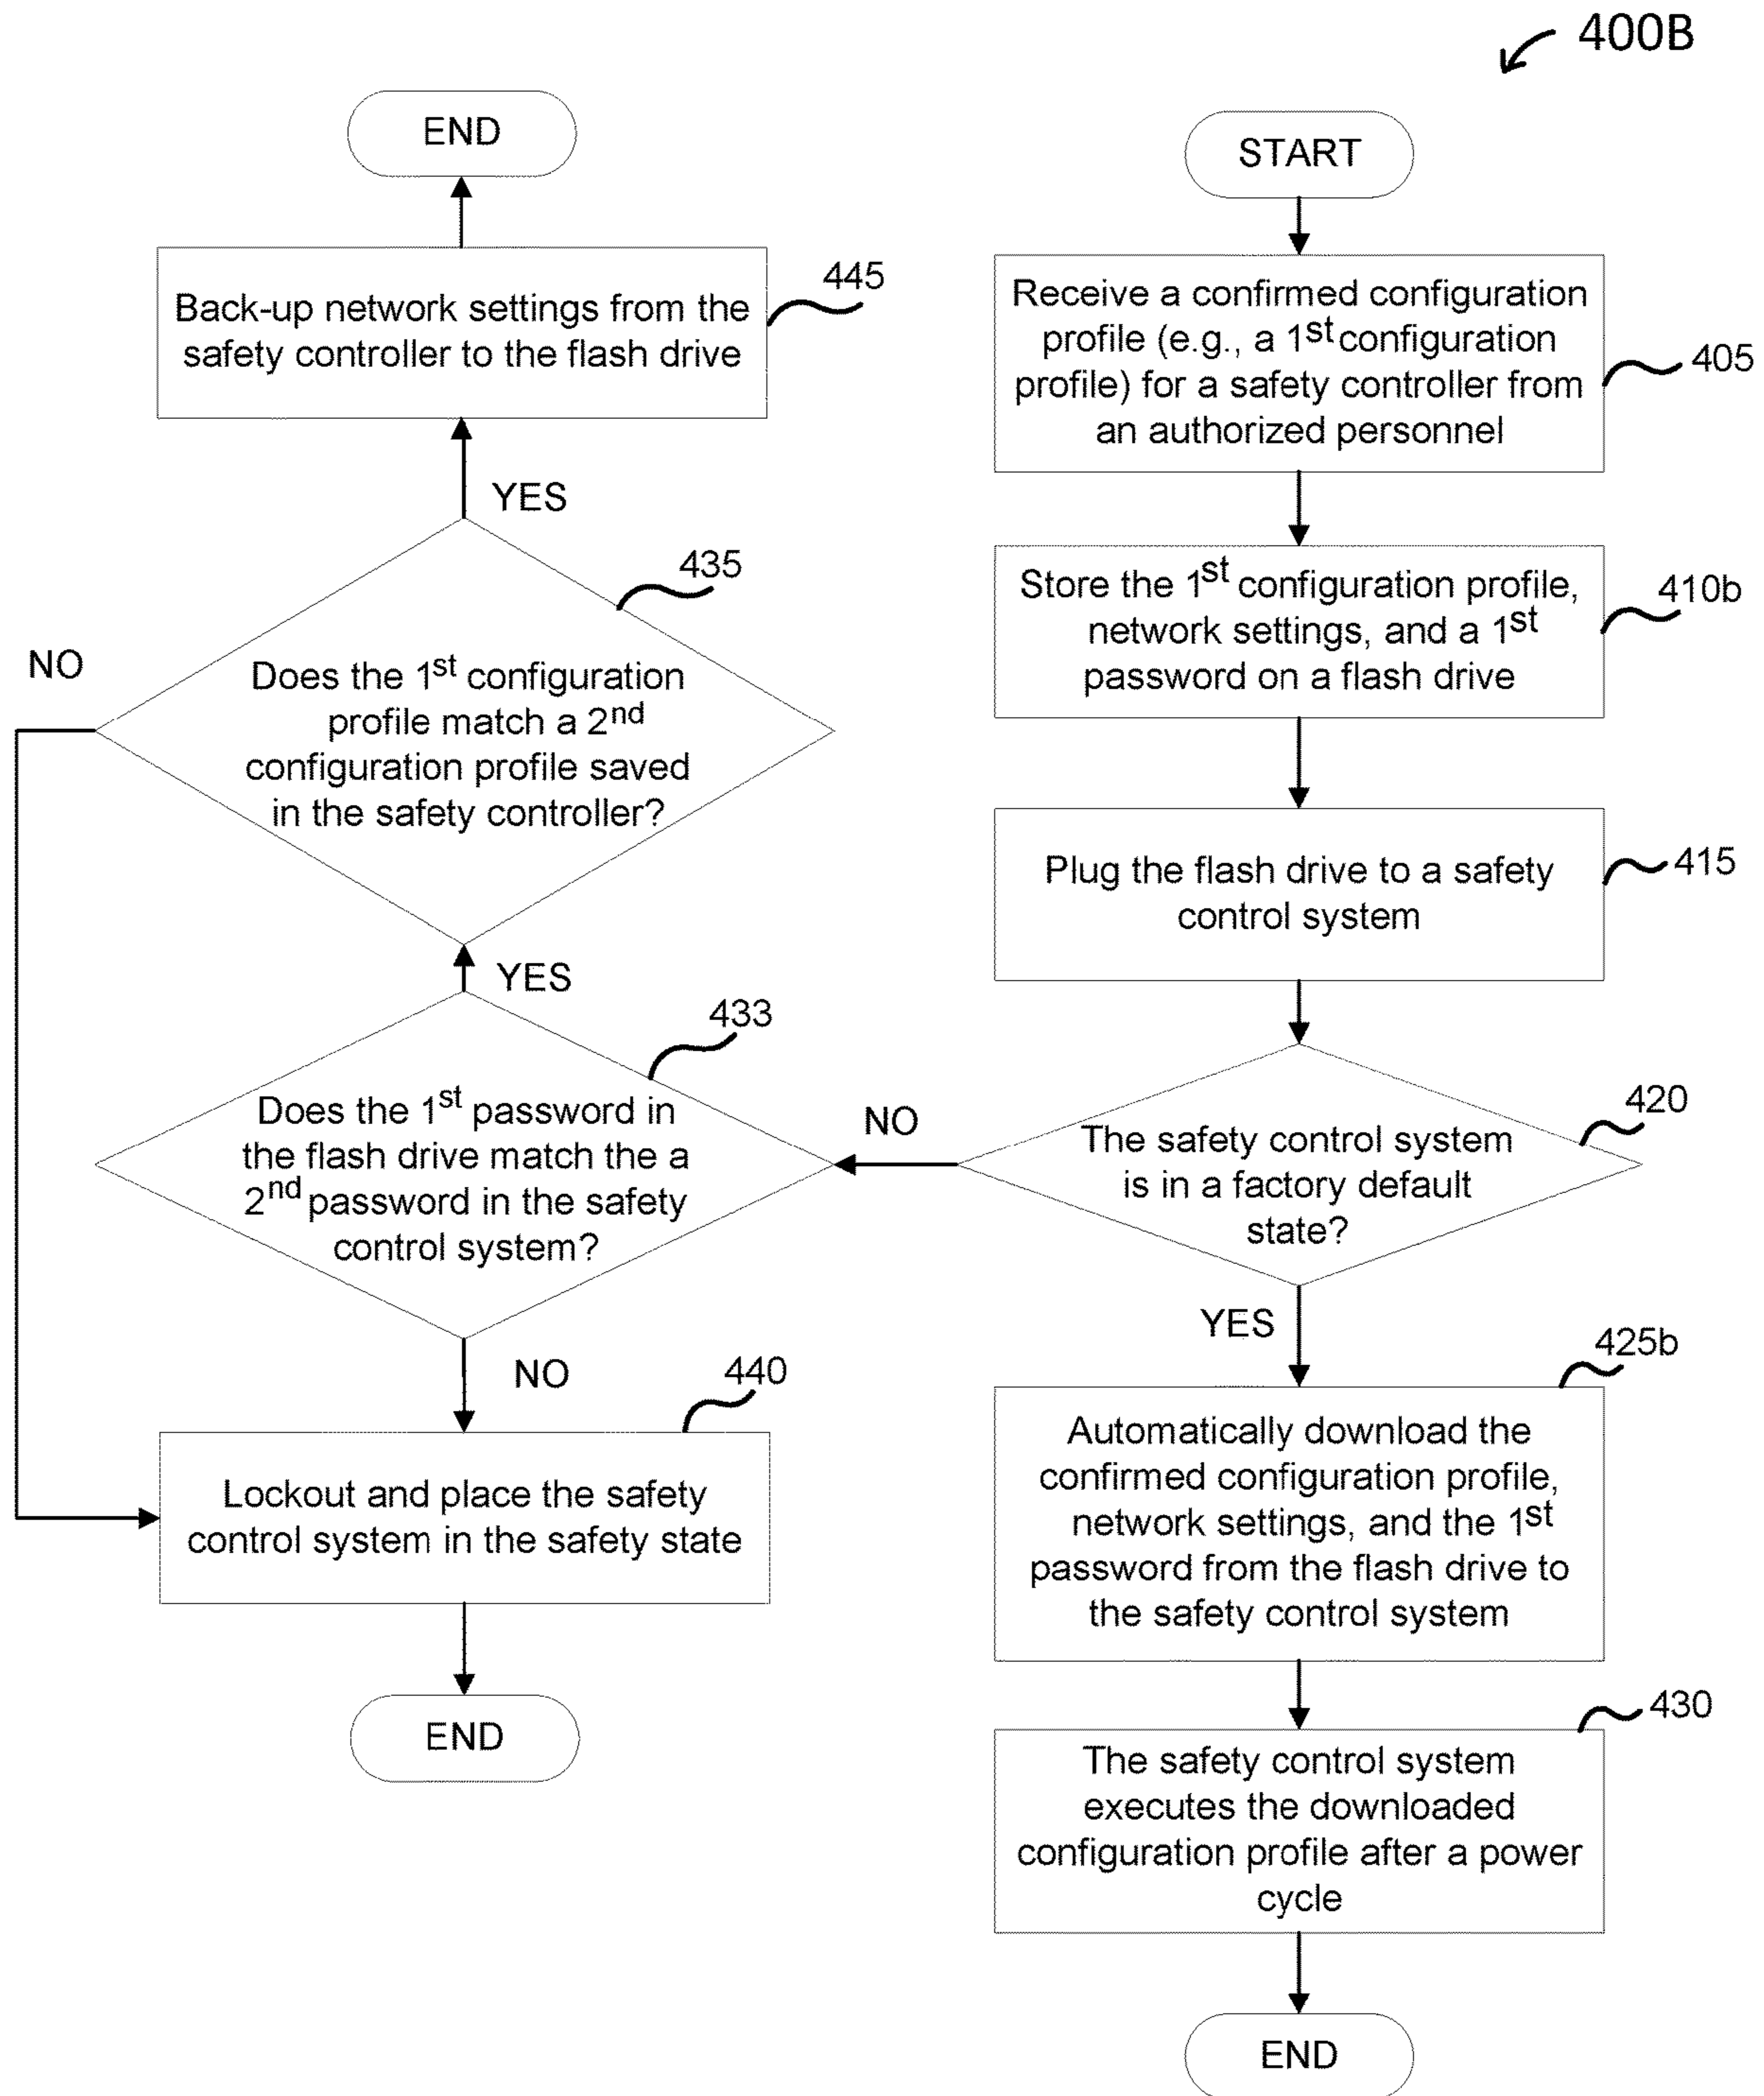 400B
START
Receive a confirmed configuration
profile (e.g., a 1st configuration
profile) for a safety controller from
an authorized personnel
405
Store the 1st configuration profile,
network settings, and a 1st
password on a flash drive
410b
Plug the flash drive to a safety
control system
415
The safety control system
is in a factory default
state?
420
NO
YES
Automatically download the
confirmed configuration profile,
network settings, and the 1st
password from the flash drive to
the safety control system
425b
The safety control system
executes the downloaded
configuration profile after a power
cycle
430
END
Does the 1st password in
the flash drive match the a
2nd password in the safety
control system?
433
YES
NO
Does the 1st configuration
profile match a 2nd
configuration profile saved
in the safety controller?
435
NO
YES
Back-up network settings from the
safety controller to the flash drive
445
END
Lockout and place the safety
control system in the safety state
440
END